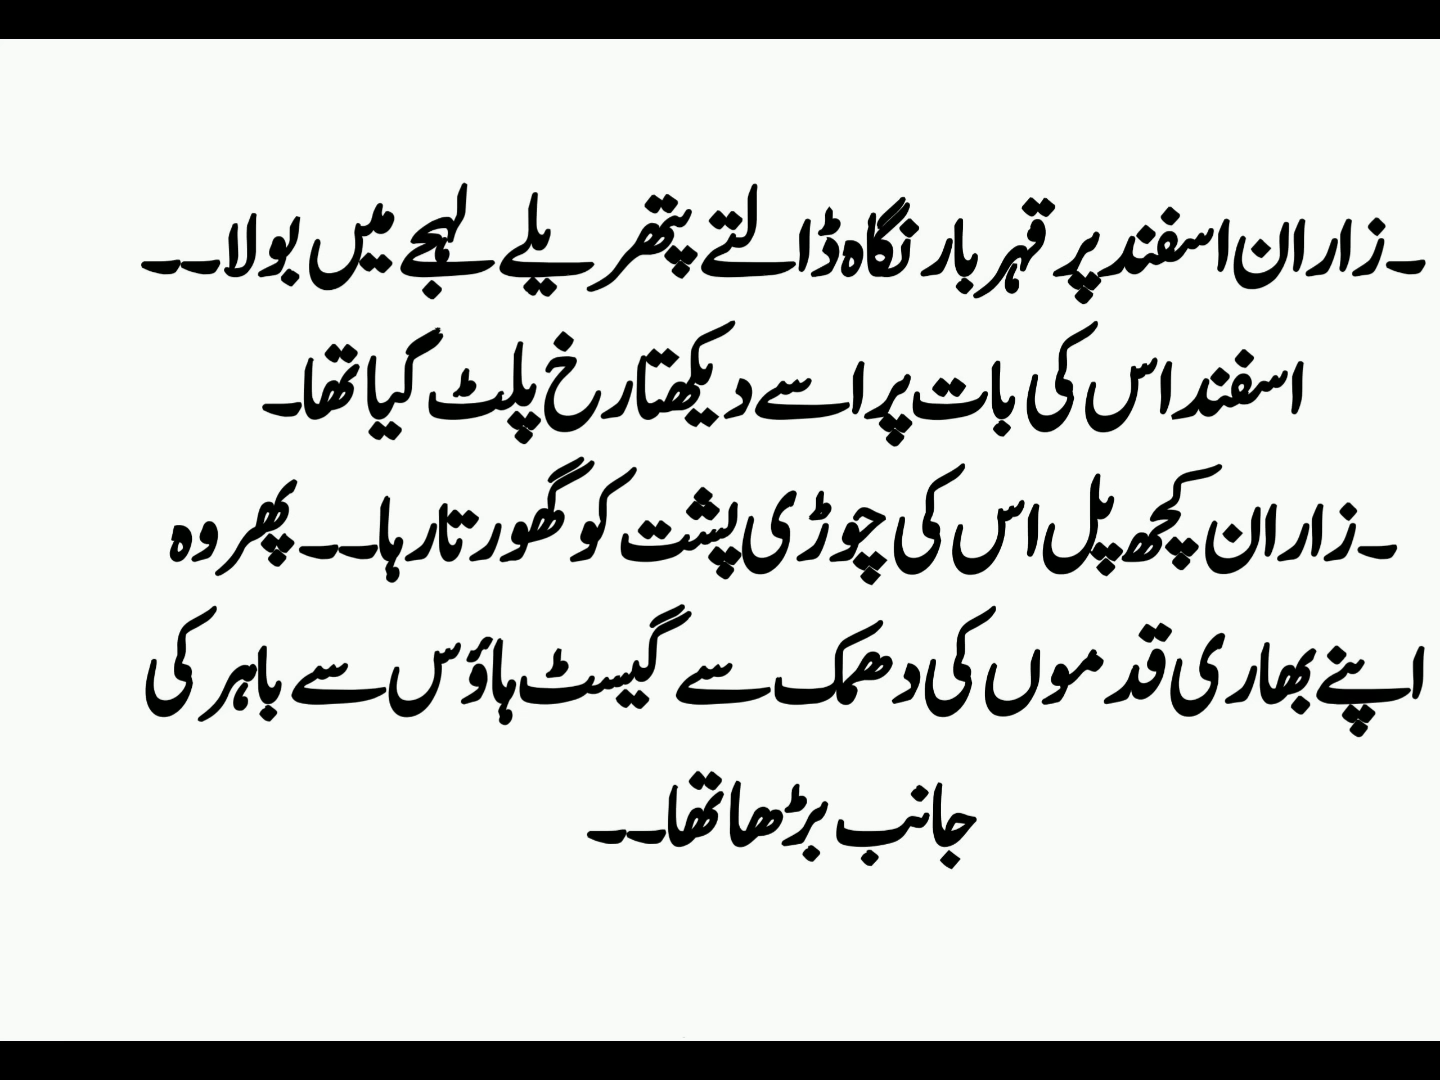 ۔زاران اسفند پر قہر بار نگاہ ڈالتے پتھریلے لہجے میں بولا۔۔
اسفند اس کی بات پر اسے دیکھتا رخ پلٹ گیا تھا۔
۔زاران کچھ پل اس کی چوڑی پشت کو گھورتا رہا۔۔ پھر وہ
اپنے بھاری قدموں کی دھمک سے گیسٹ ہاؤس سے باہر کی
جانب بڑھا تھا۔۔